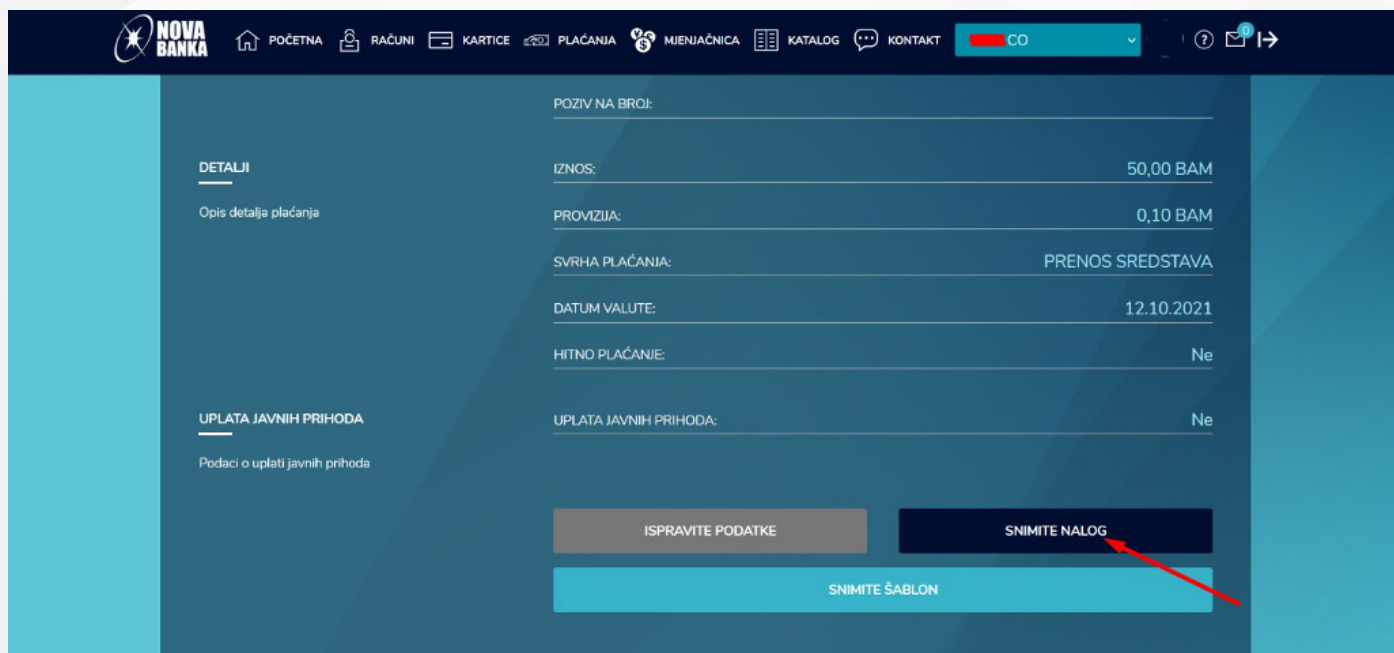 NOVA BANKA
POČETNA RAČUNI KARTICE PLAĆANJA MJENJAČNICA KATALOG KONTAKT CO 0
POZIV NA BROJ:
DETALJI
IZNOS: 50,00 BAM
Opis detalja plaćanja
PROVIZIJA: 0,10 BAM
SVRHA PLAĆANJA: PRENOS SREDSTAVA
DATUM VALUTE: 12.10.2021
HITNO PLAĆANJE: Ne
UPLATA JAVNIH PRIHODA
UPLATA JAVNIH PRIHODA: Ne
Podaci o uplati javnih prihoda
ISPRAVITE PODATKE
SNIMITE NALOG
SNIMITE ŠABLON